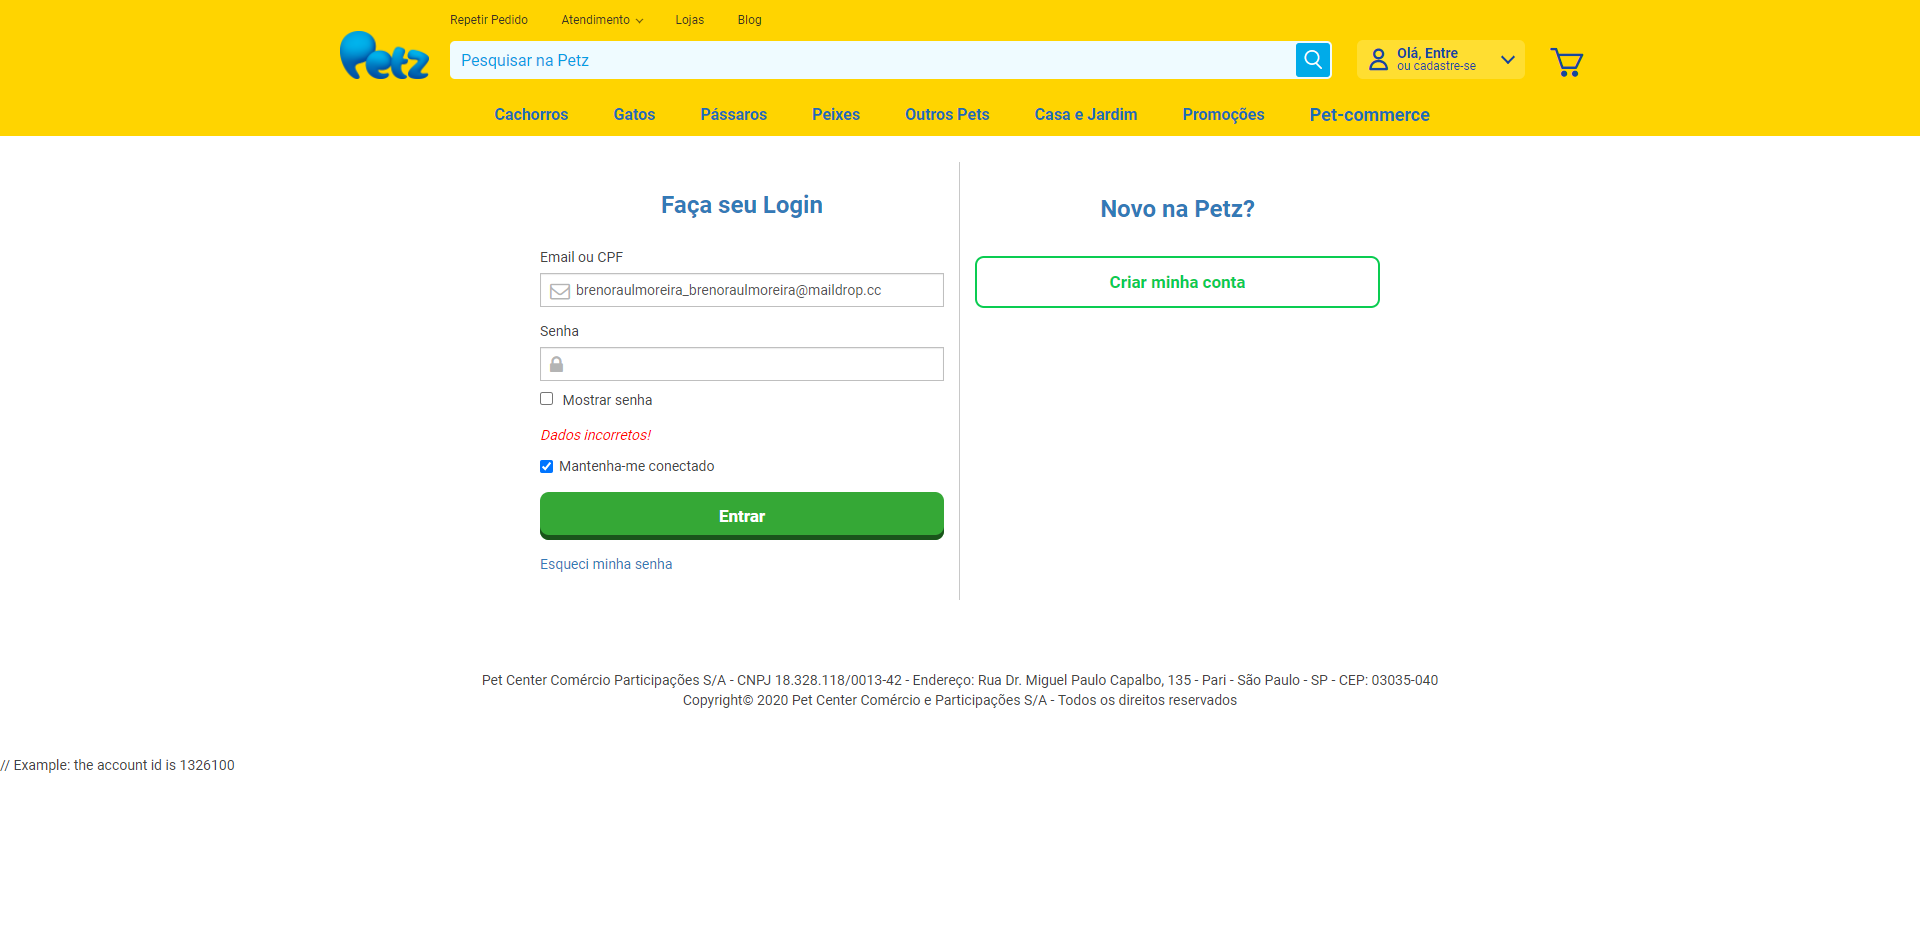 Repetir Pedido Atendimento Lojas Blog
Petz
Pesquisar na Petz
Olá, Entre
ou cadastre-se
Cachorros Gatos Pássaros Peixes Outros Pets Casa e Jardim Promoções Pet-commerce
Faça seu Login
Email ou CPF
brenoraulmoreira_brenoraulmoreira@maildrop.cc
Senha
Mostrar senha
Dados incorretos!
Mantenha-me conectado
Entrar
Esqueci minha senha
Novo na Petz?
Criar minha conta
Pet Center Comércio Participações S/A - CNPJ 18.328.118/0013-42 - Endereço: Rua Dr. Miguel Paulo Capalbo, 135 - Pari - São Paulo - SP - CEP: 03035-040
Copyright© 2020 Pet Center Comércio e Participações S/A - Todos os direitos reservados
// Example: the account id is 1326100